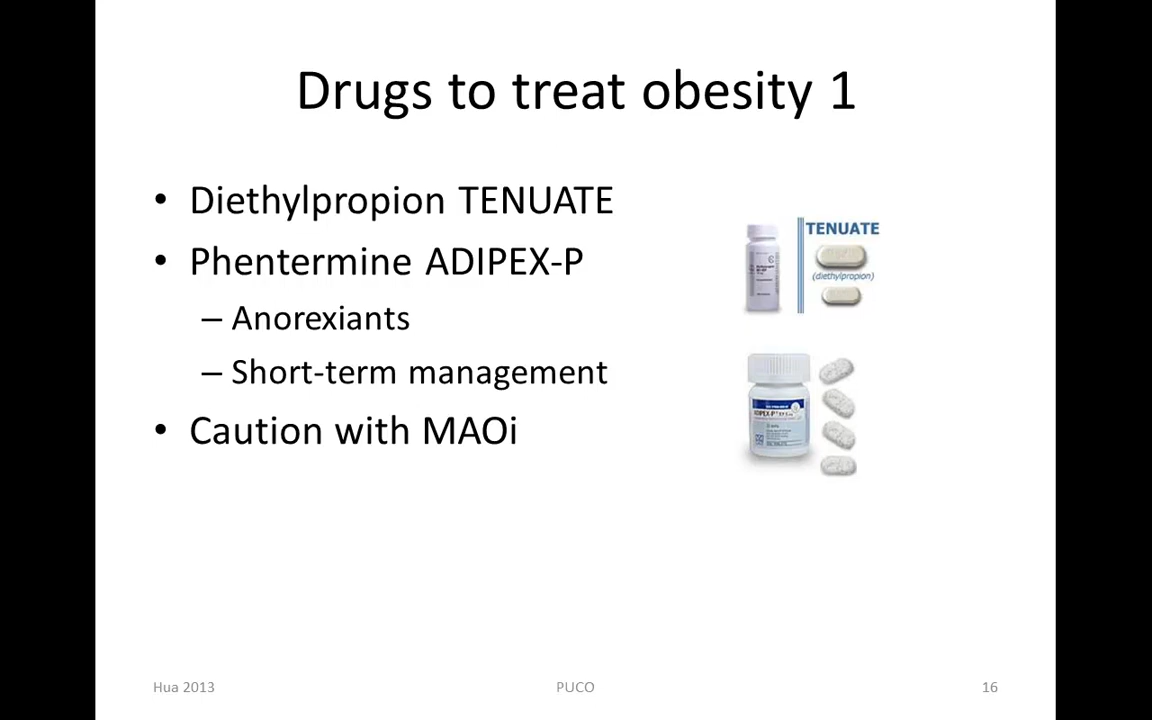 Drugs to treat obesity 1
• Diethylpropion TENUATE
• Phentermine ADIPEX-P
– Anorexiants
– Short-term management
• Caution with MAOi
TENUATE
(diethylpropion)
ADIPEX-P
Hua 2013
PUCO
16